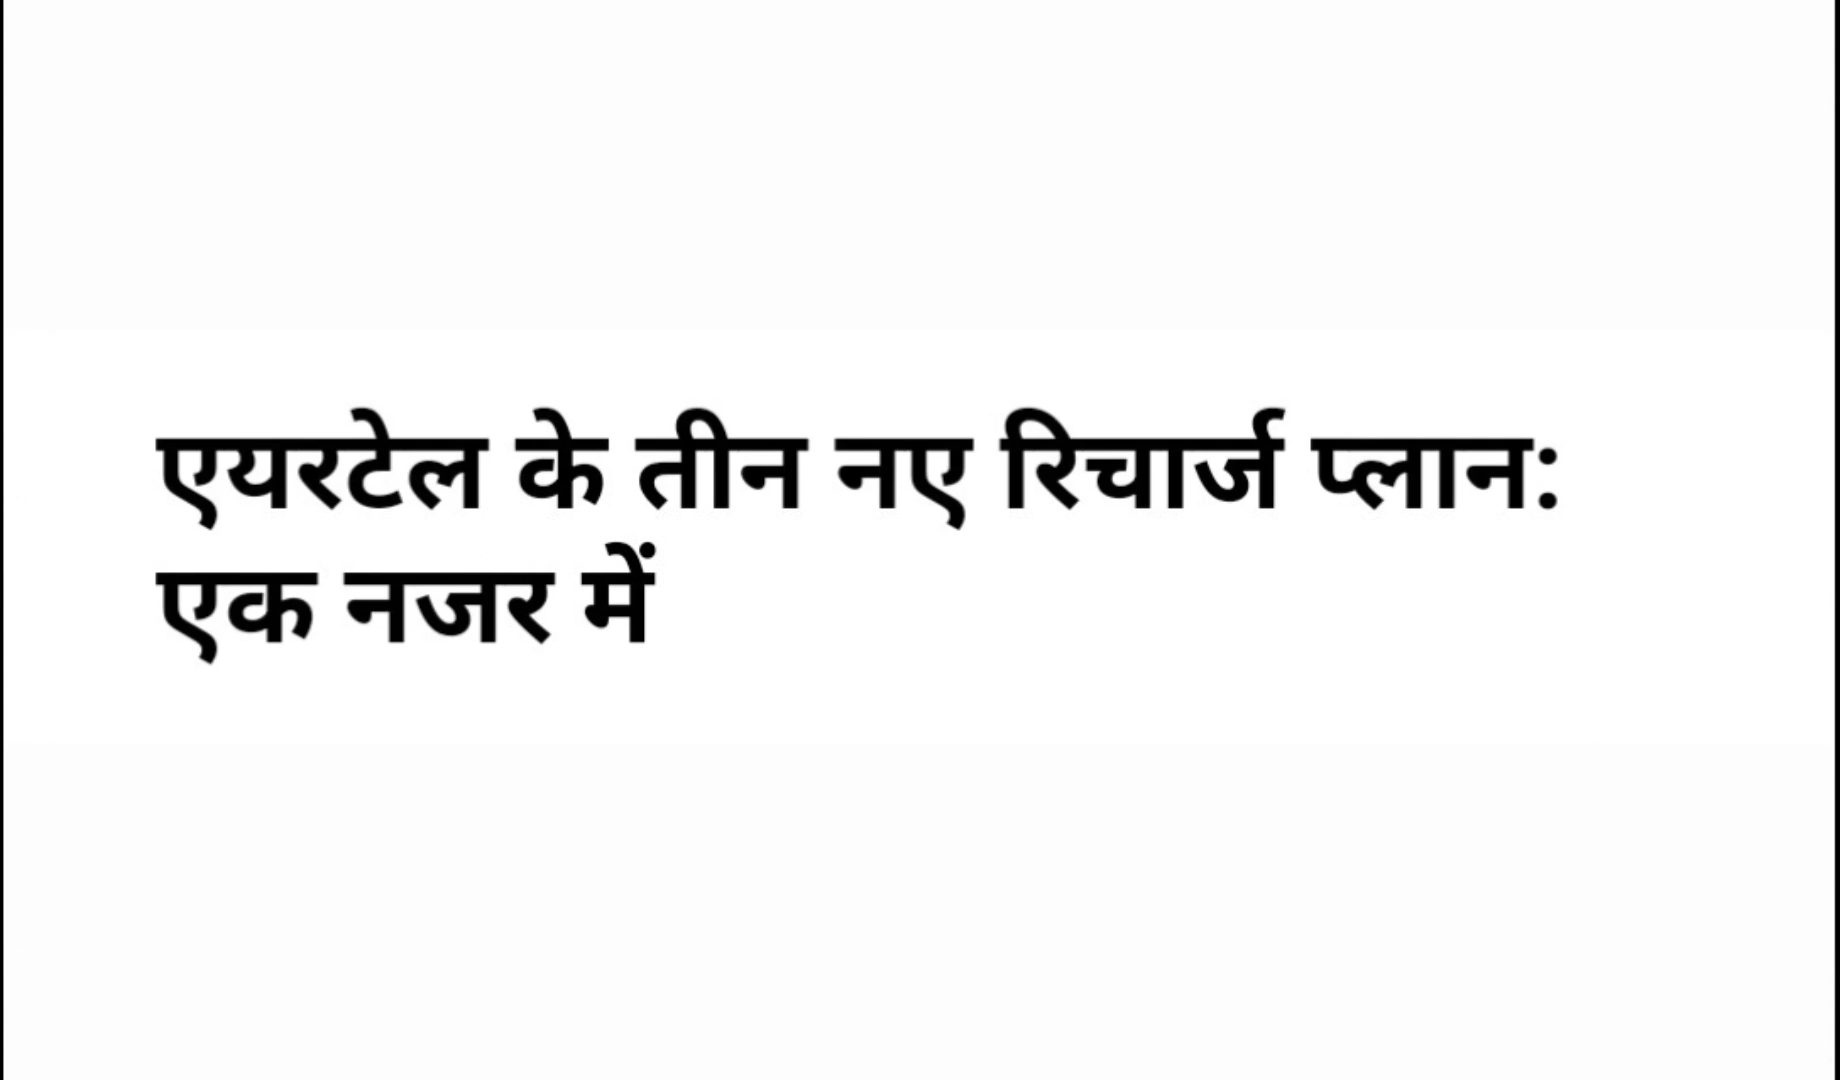 एयरटेल के तीन नए रिचार्ज प्लान:
एक नजर में